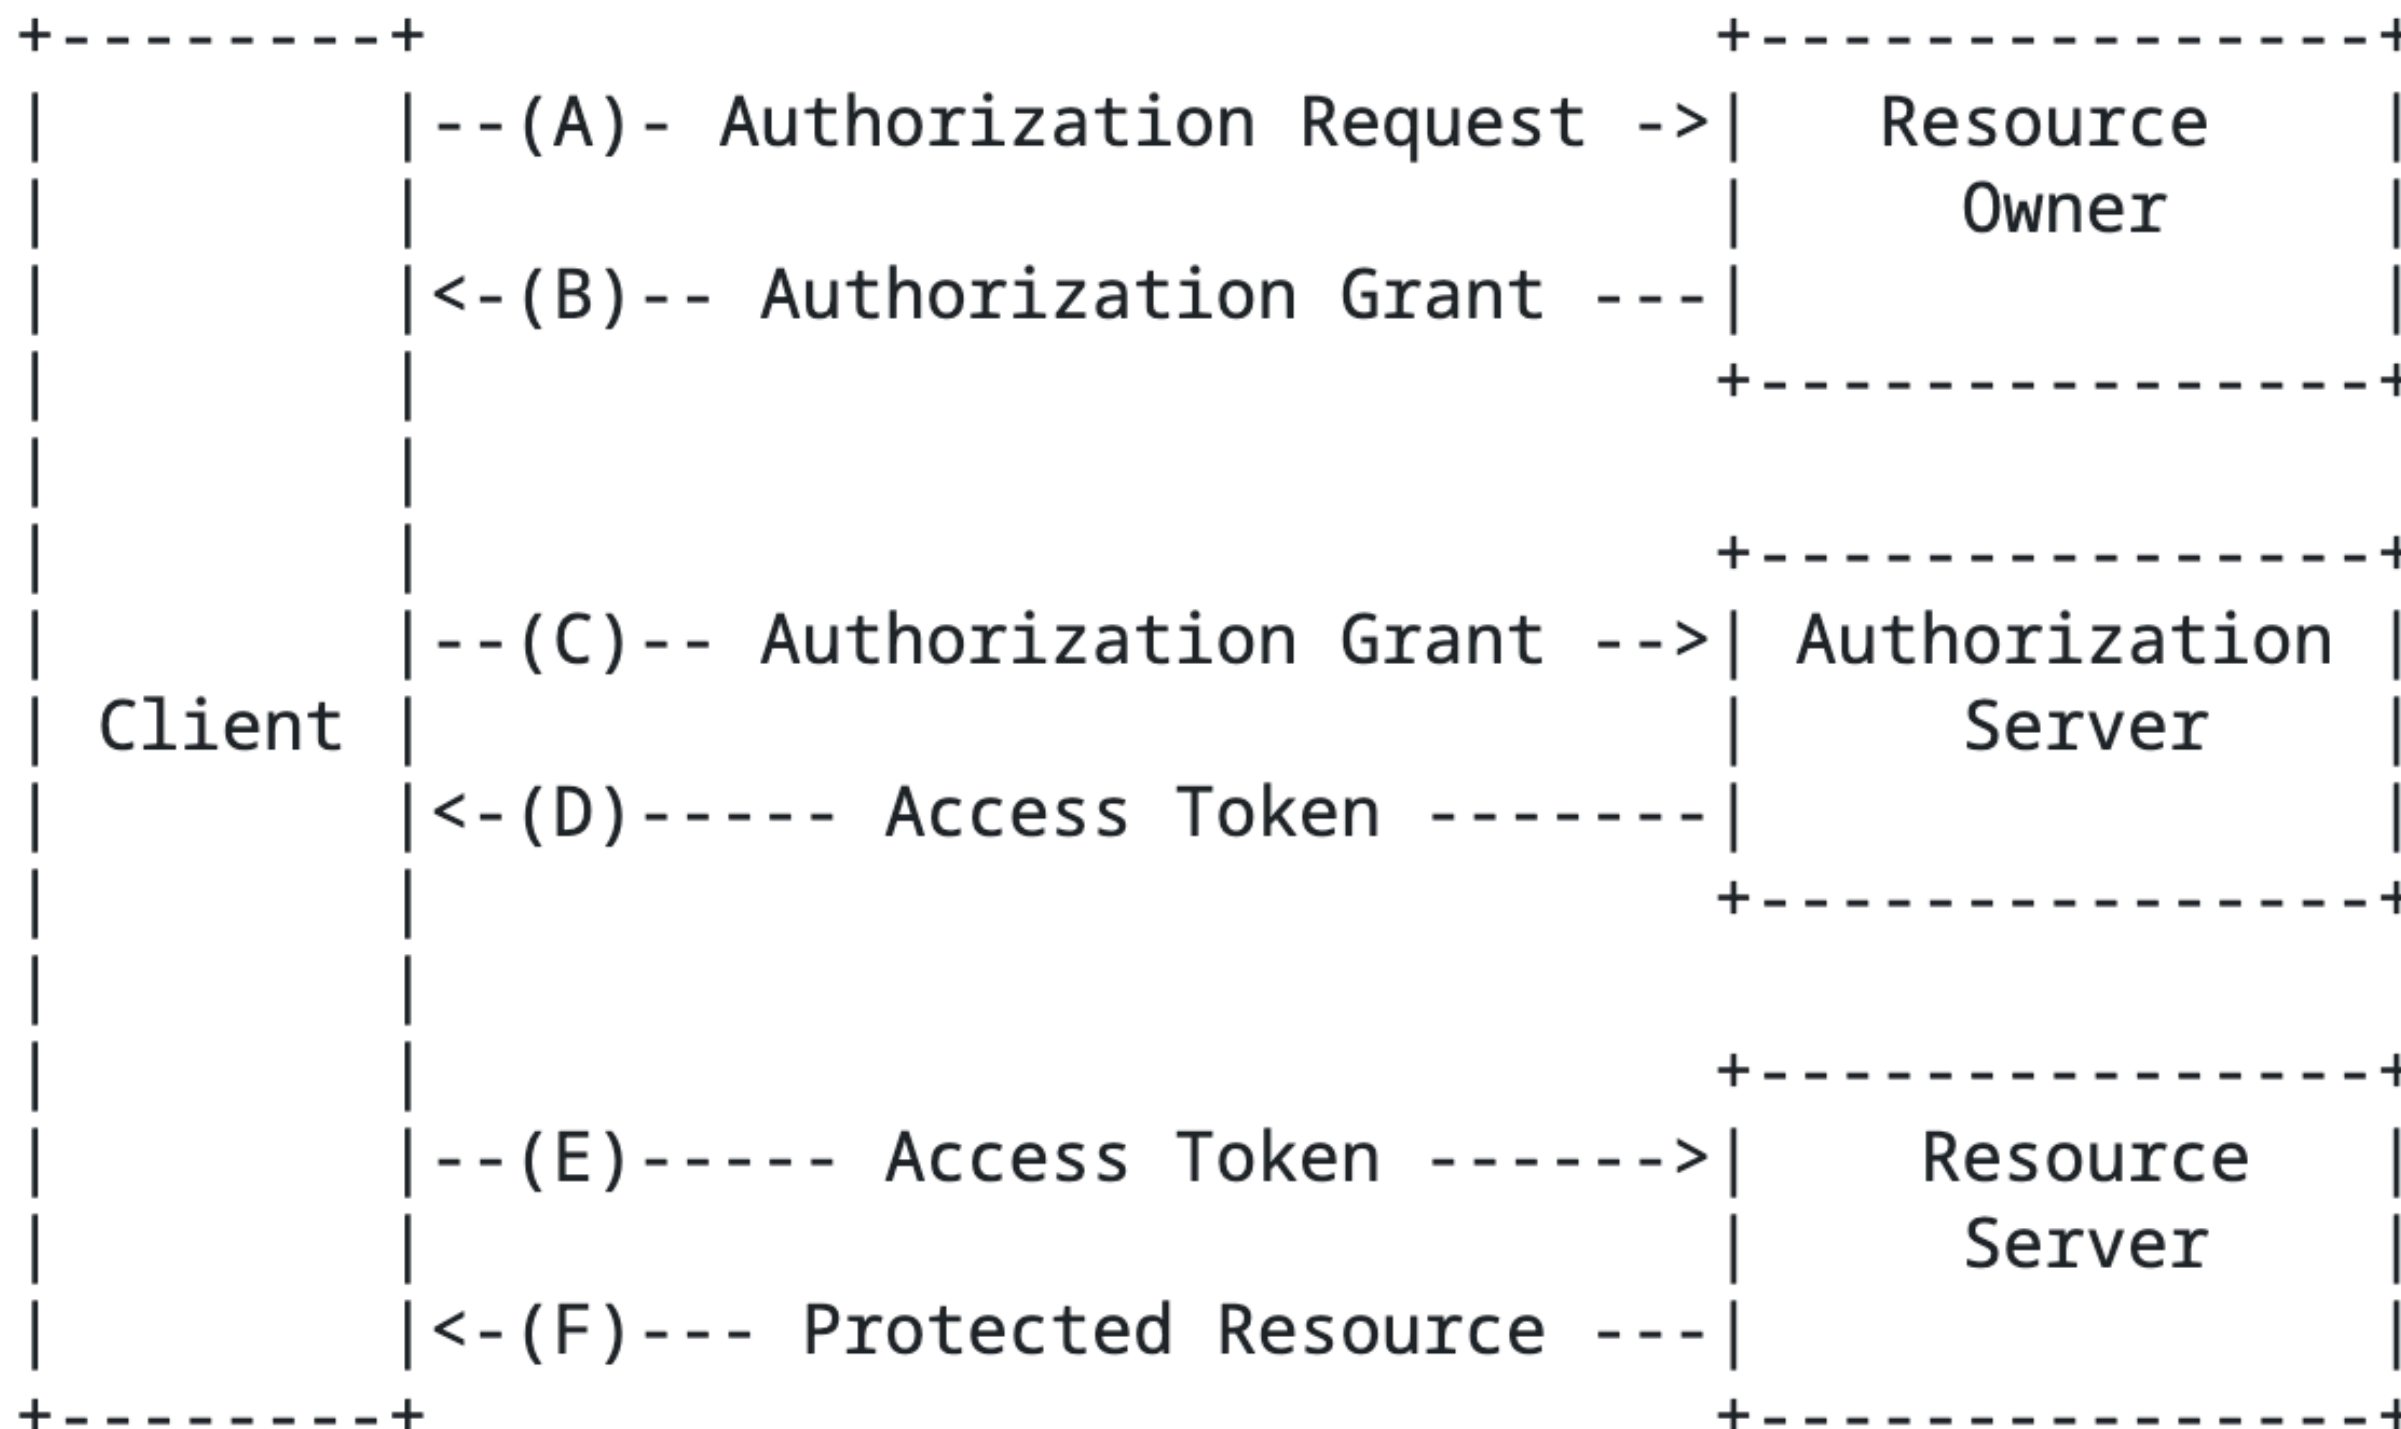 +--------+                               +---------------+
|        |--(A)- Authorization Request ->|   Resource    |
|        |                               |     Owner     |
|        |<-(B)-- Authorization Grant ---|               |
|        |                               +---------------+
|        |
|        |                               +---------------+
|        |--(C)-- Authorization Grant -->| Authorization |
| Client |                               |     Server    |
|        |<-(D)----- Access Token -------|               |
|        |                               +---------------+
|        |
|        |                               +---------------+
|        |--(E)----- Access Token ------>|    Resource   |
|        |                               |     Server    |
|        |<-(F)--- Protected Resource ---|               |
+--------+                               +---------------+